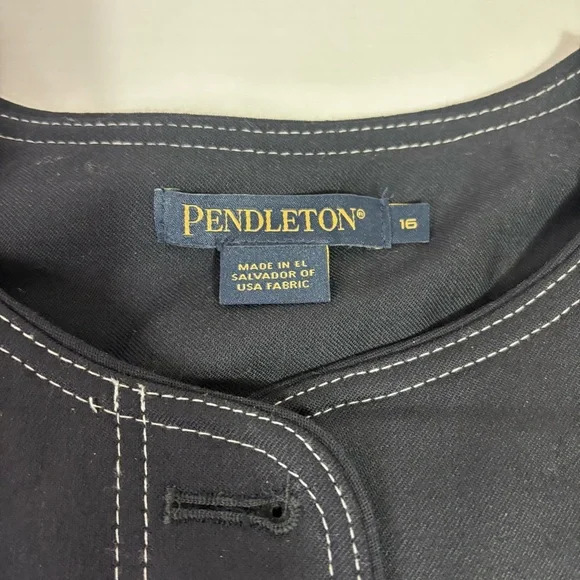 PENDLETON®
16
MADE IN EL
SALVADOR OF
USA FABRIC